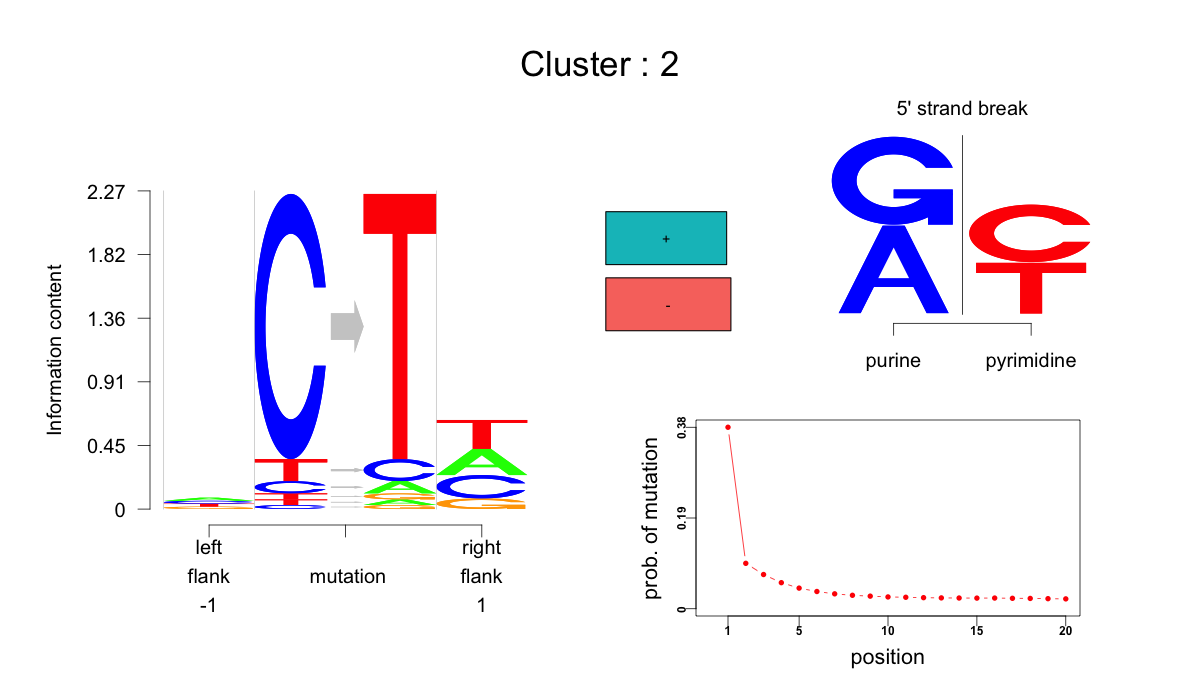 Cluster : 2
5' strand break
G
A
C
T
purine
pyrimidine
+
-
Information content
2.27
1.82
1.36
0.91
0.45
0
A
C
T
G
C
T
C
T
T
C
T
C
A
G
A
G
T
A
C
G
left
flank
-1
mutation
right
flank
1
prob. of mutation
0.38
0.19
0
1
5
10
15
20
position